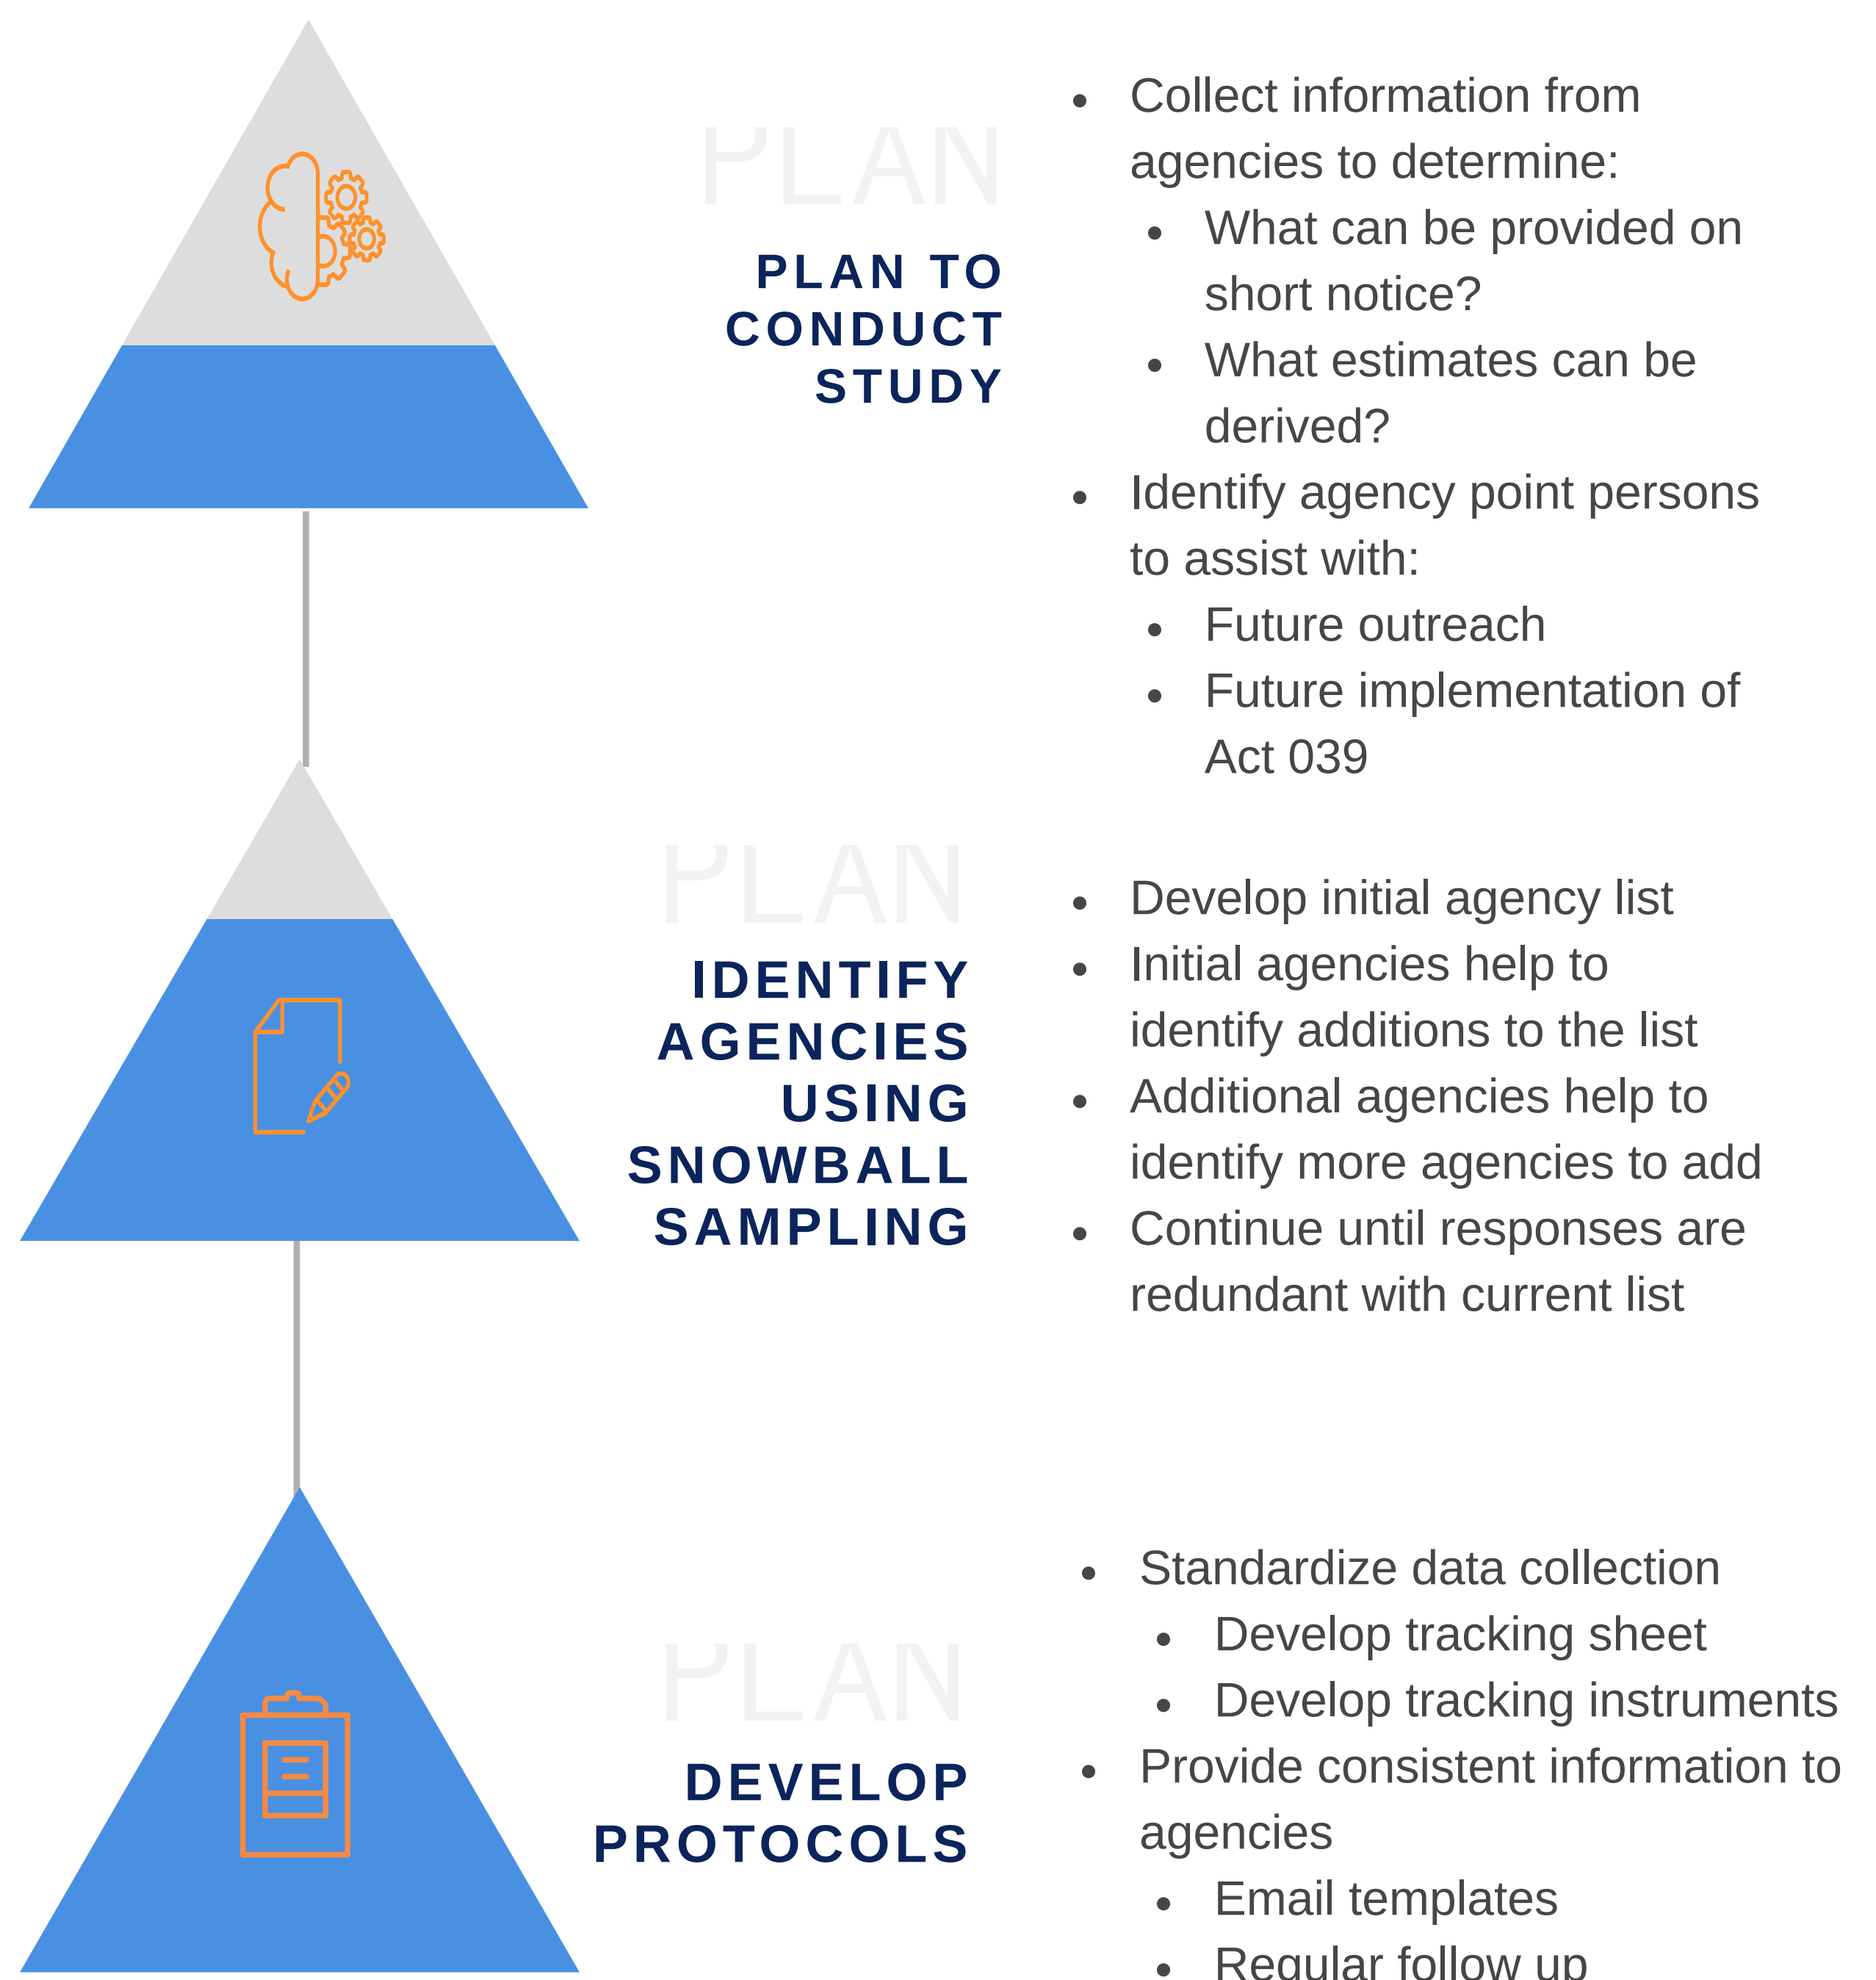 PLAN
PLAN TO
CONDUCT
STUDY
• Collect information from
agencies to determine:
• What can be provided on
short notice?
• What estimates can be
derived?
• Identify agency point persons
to assist with:
• Future outreach
• Future implementation of
Act 039
PLAN
IDENTIFY
AGENCIES
USING
SNOWBALL
SAMPLING
• Develop initial agency list
• Initial agencies help to
identify additions to the list
• Additional agencies help to
identify more agencies to add
• Continue until responses are
redundant with current list
PLAN
DEVELOP
PROTOCOLS
• Standardize data collection
• Develop tracking sheet
• Develop tracking instruments
• Provide consistent information to
agencies
• Email templates
• Regular follow up